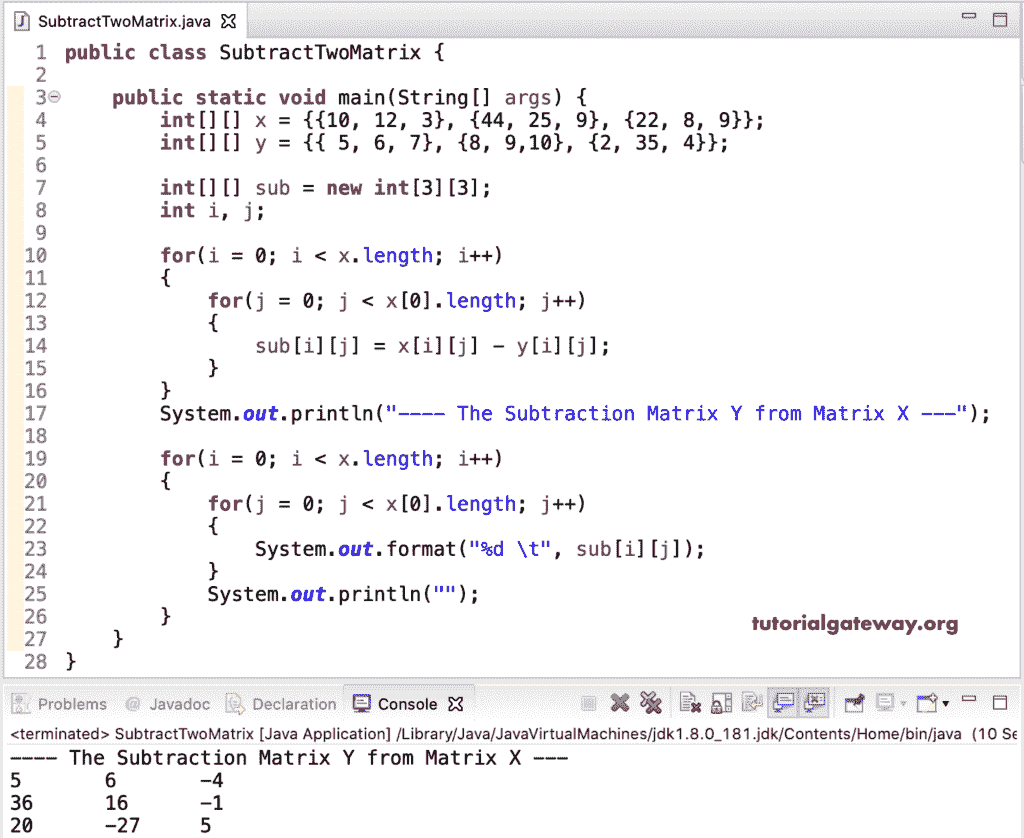 SubtractTwoMatrix.java
1 public class SubtractTwoMatrix {
2
3 public static void main(String[] args) {
4 int[][] x = {{10, 12, 3}, {44, 25, 9}, {22, 8, 9}};
5 int[][] y = {{ 5, 6, 7}, {8, 9,10}, {2, 35, 4}};
6
7 int[][] sub = new int[3][3];
8 int i, j;
9
10 for(i = 0; i < x.length; i++)
11 {
12 for(j = 0; j < x[0].length; j++)
13 {
14 sub[i][j] = x[i][j] - y[i][j];
15 }
16 }
17 System.out.println("---- The Subtraction Matrix Y from Matrix X ---");
18
19 for(i = 0; i < x.length; i++)
20 {
21 for(j = 0; j < x[0].length; j++)
22 {
23 System.out.format("%d \t", sub[i][j]);
24 }
25 System.out.println("");
26 }
tutorialgateway.org
27 }
28 }
Problems @ Javadoc Declaration Console
<terminated> SubtractTwoMatrix [Java Application] /Library/Java/JavaVirtualMachines/jdk1.8.0_181.jdk/Contents/Home/bin/java (10 Se
---- The Subtraction Matrix Y from Matrix X ---
5 6 -4
36 16 -1
20 -27 5